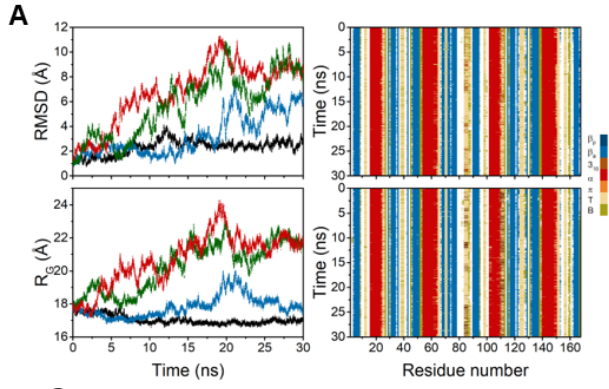 A
12
10
8
6
4
2
0
RMSD (Å)
24
22
20
18
16
R_G (Å)
0 5 10 15 20 25 30
Time (ns)
0
5
10
15
20
25
30
Time (ns)
0
5
10
15
20
25
30
Time (ns)
20 40 60 80 100 120 140 160
Residue number
β_P
β_a
3_10
α
π
T
B